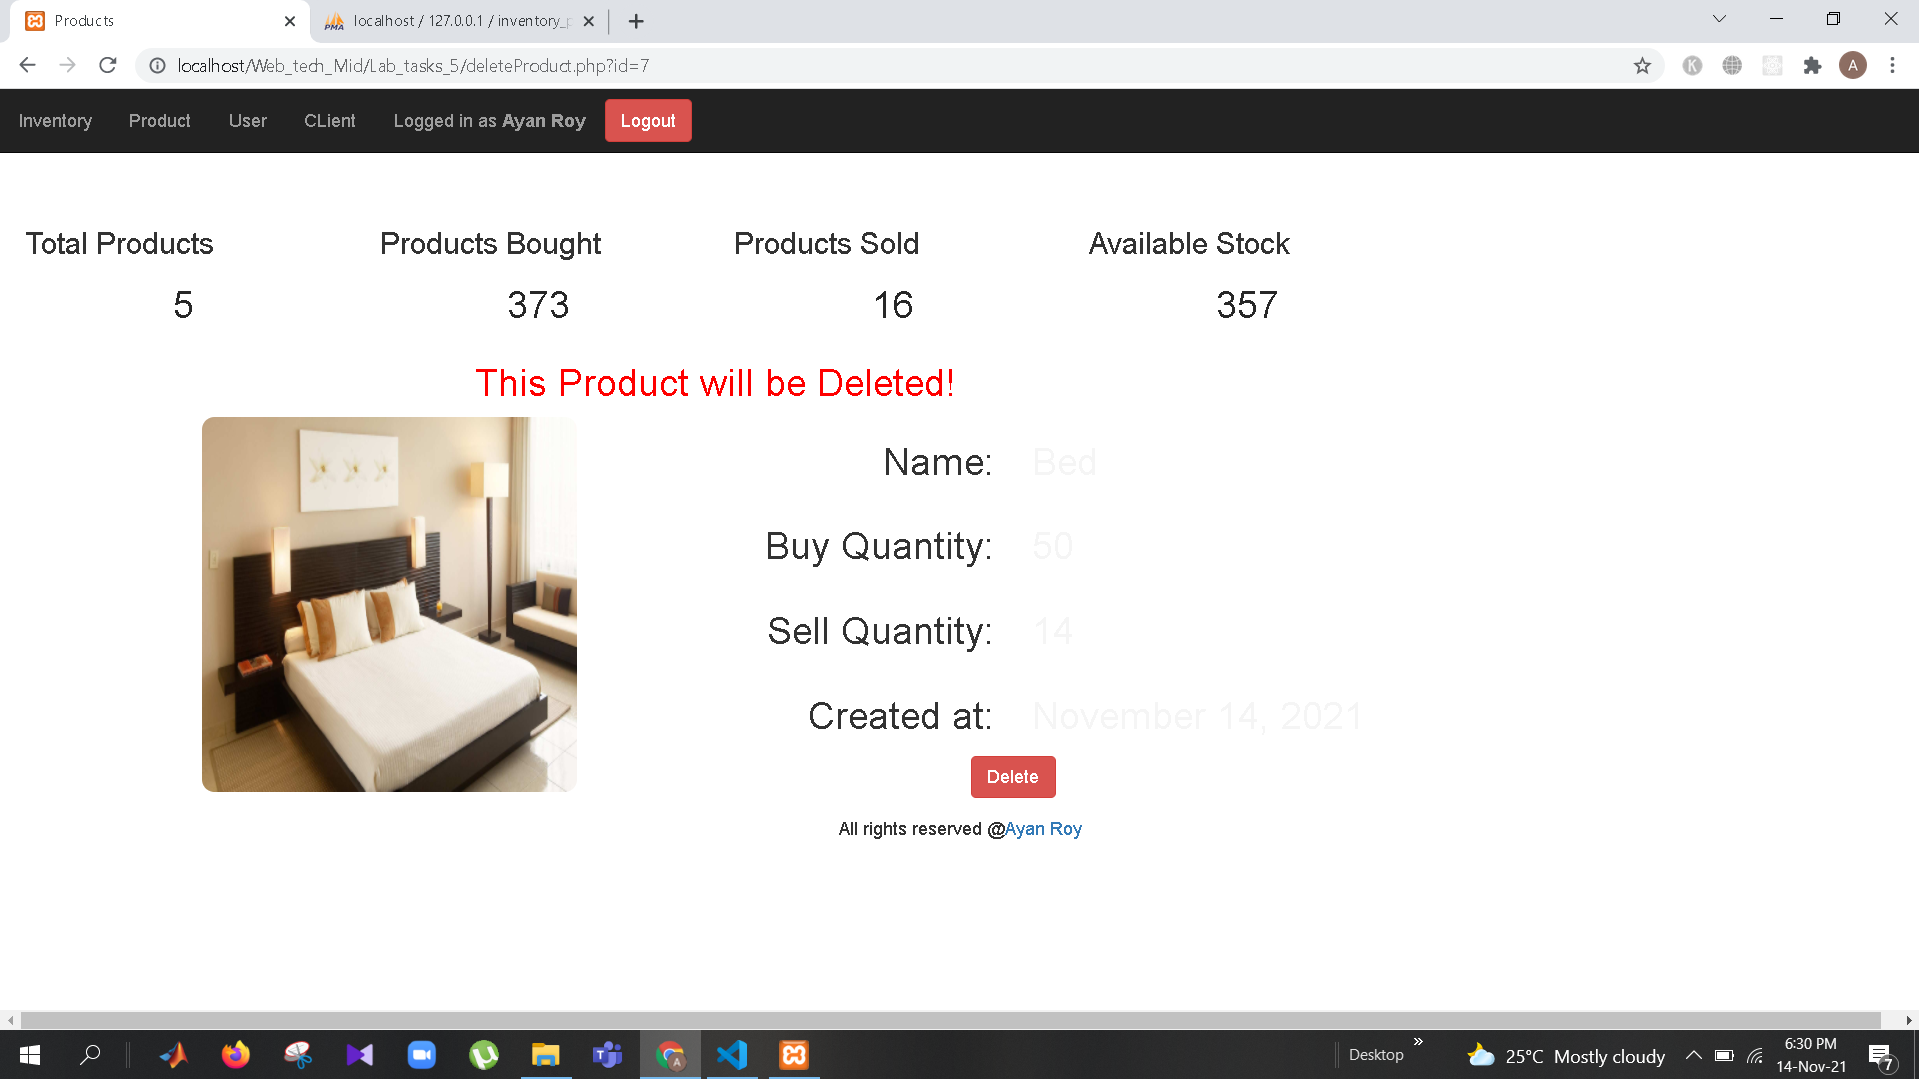 Products
localhost / 127.0.0.1 / inventory_p
localhost/Web_tech_Mid/Lab_tasks_5/deleteProduct.php?id=7
A
Inventory Product User CLient Logged in as Ayan Roy Logout
Total Products Products Bought Products Sold Available Stock
5 373 16 357
This Product will be Deleted!
Name: Bed
Buy Quantity: 50
Sell Quantity: 14
Created at: November 14, 2021
Delete
All rights reserved @Ayan Roy
Desktop
25°C Mostly cloudy
6:30 PM
14-Nov-21
7